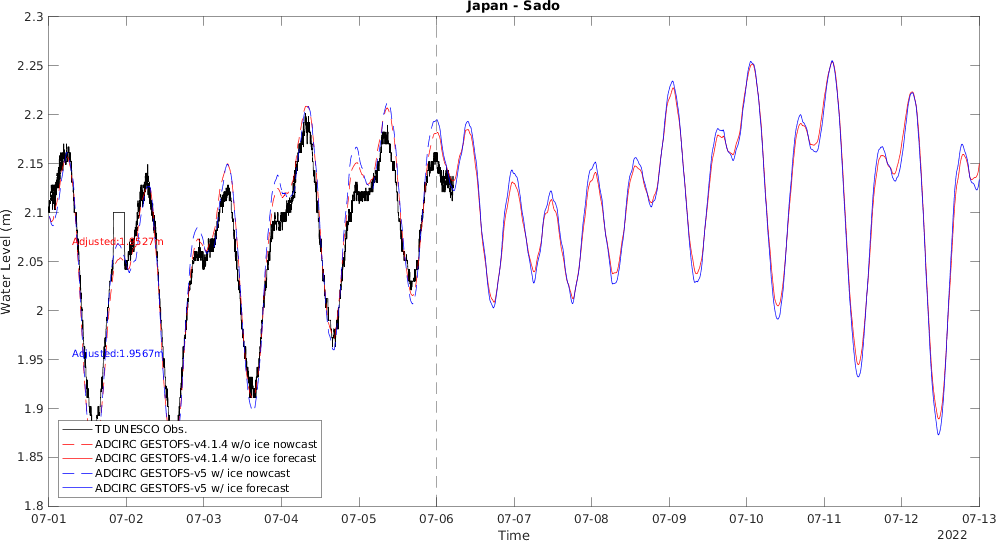 Japan - Sado
2.3
2.25
2.2
2.15
2.1
2.05
2
1.95
1.9
1.85
1.8
Water Level (m)
Adjusted:1.9567m
TD UNESCO Obs.
ADCIRC GESTOFS-v4.1.4 w/o ice nowcast
ADCIRC GESTOFS-v4.1.4 w/o ice forecast
ADCIRC GESTOFS-v5 w/ ice nowcast
ADCIRC GESTOFS-v5 w/ ice forecast
07-01 07-02 07-03 07-04 07-05 07-06 07-07 07-08 07-09 07-10 07-11 07-12 07-13
Time
2022